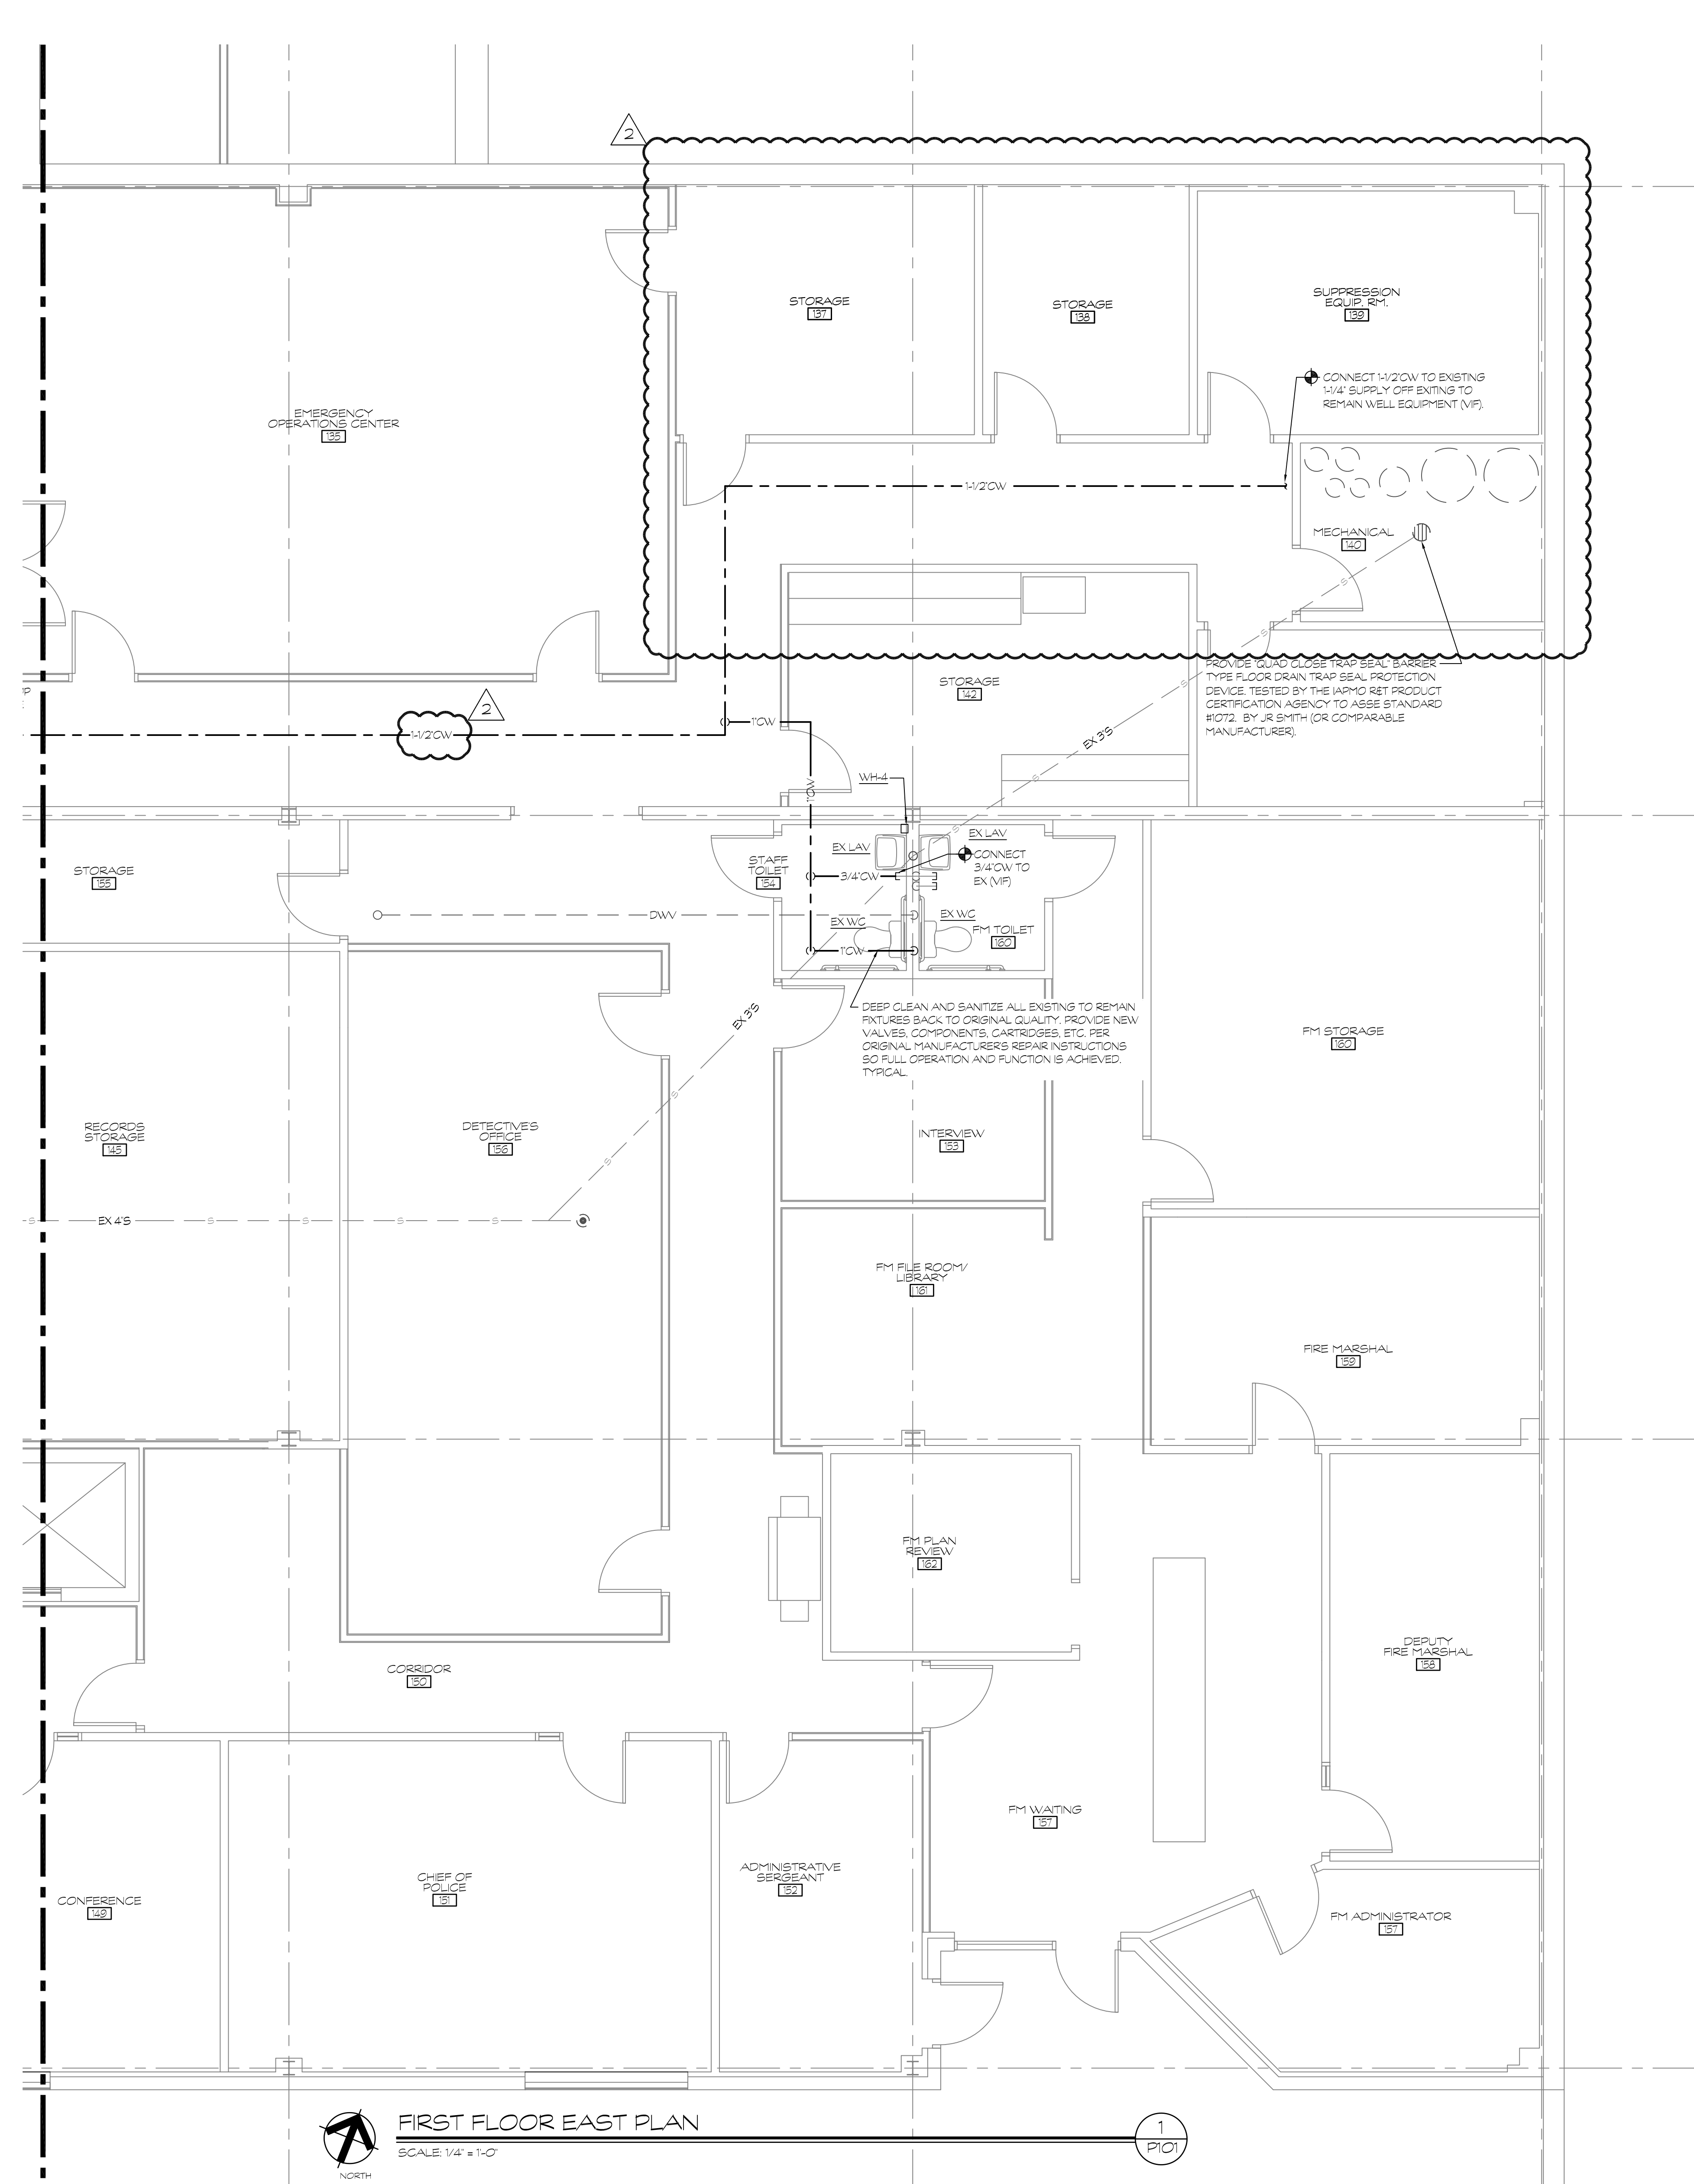 2
STORAGE
137
STORAGE
138
SUPPRESSION
EQUIP. RM.
139
CONNECT 1-1/2"CW TO EXISTING
1-1/4" SUPPLY OFF EXITING TO
REMAIN WELL EQUIPMENT (VIF).
EMERGENCY
OPERATIONS CENTER
135
1-1/2"CW
MECHANICAL
140
S
S
PROVIDE "QUAD CLOSE TRAP SEAL" BARRIER
TYPE FLOOR DRAIN TRAP SEAL PROTECTION
DEVICE. TESTED BY THE IAPMO R&T PRODUCT
CERTIFICATION AGENCY TO ASSE STANDARD
#1072. BY JR SMITH (OR COMPARABLE
MANUFACTURER).
STORAGE
142
S
2
1-1/2"CW
1"CW
EX 3"S
S
1"CW
WH-4
S
EX LAV
EX LAV
CONNECT
3/4"CW TO
EX (VIF)
STAFF
TOILET
154
3/4"CW
STORAGE
155
DWV
EX WC
EX WC
FM TOILET
160
1"CW
DEEP CLEAN AND SANITIZE ALL EXISTING TO REMAIN
FIXTURES BACK TO ORIGINAL QUALITY. PROVIDE NEW
VALVES, COMPONENTS, CARTRIDGES, ETC. PER
ORIGINAL MANUFACTURER'S REPAIR INSTRUCTIONS
SO FULL OPERATION AND FUNCTION IS ACHIEVED.
TYPICAL.
EX 3"S
FM STORAGE
160
S
RECORDS
STORAGE
145
DETECTIVE'S
OFFICE
156
INTERVIEW
153
S
S
EX 4"S
S
S
S
S
FM FILE ROOM/
LIBRARY
161
FIRE MARSHAL
159
FM PLAN
REVIEW
162
DEPUTY
FIRE MARSHAL
158
CORRIDOR
150
FM WAITING
157
CHIEF OF
POLICE
151
ADMINISTRATIVE
SERGEANT
152
CONFERENCE
149
FM ADMINISTRATOR
157
FIRST FLOOR EAST PLAN
SCALE: 1/4" = 1'-0"
1
P101
NORTH